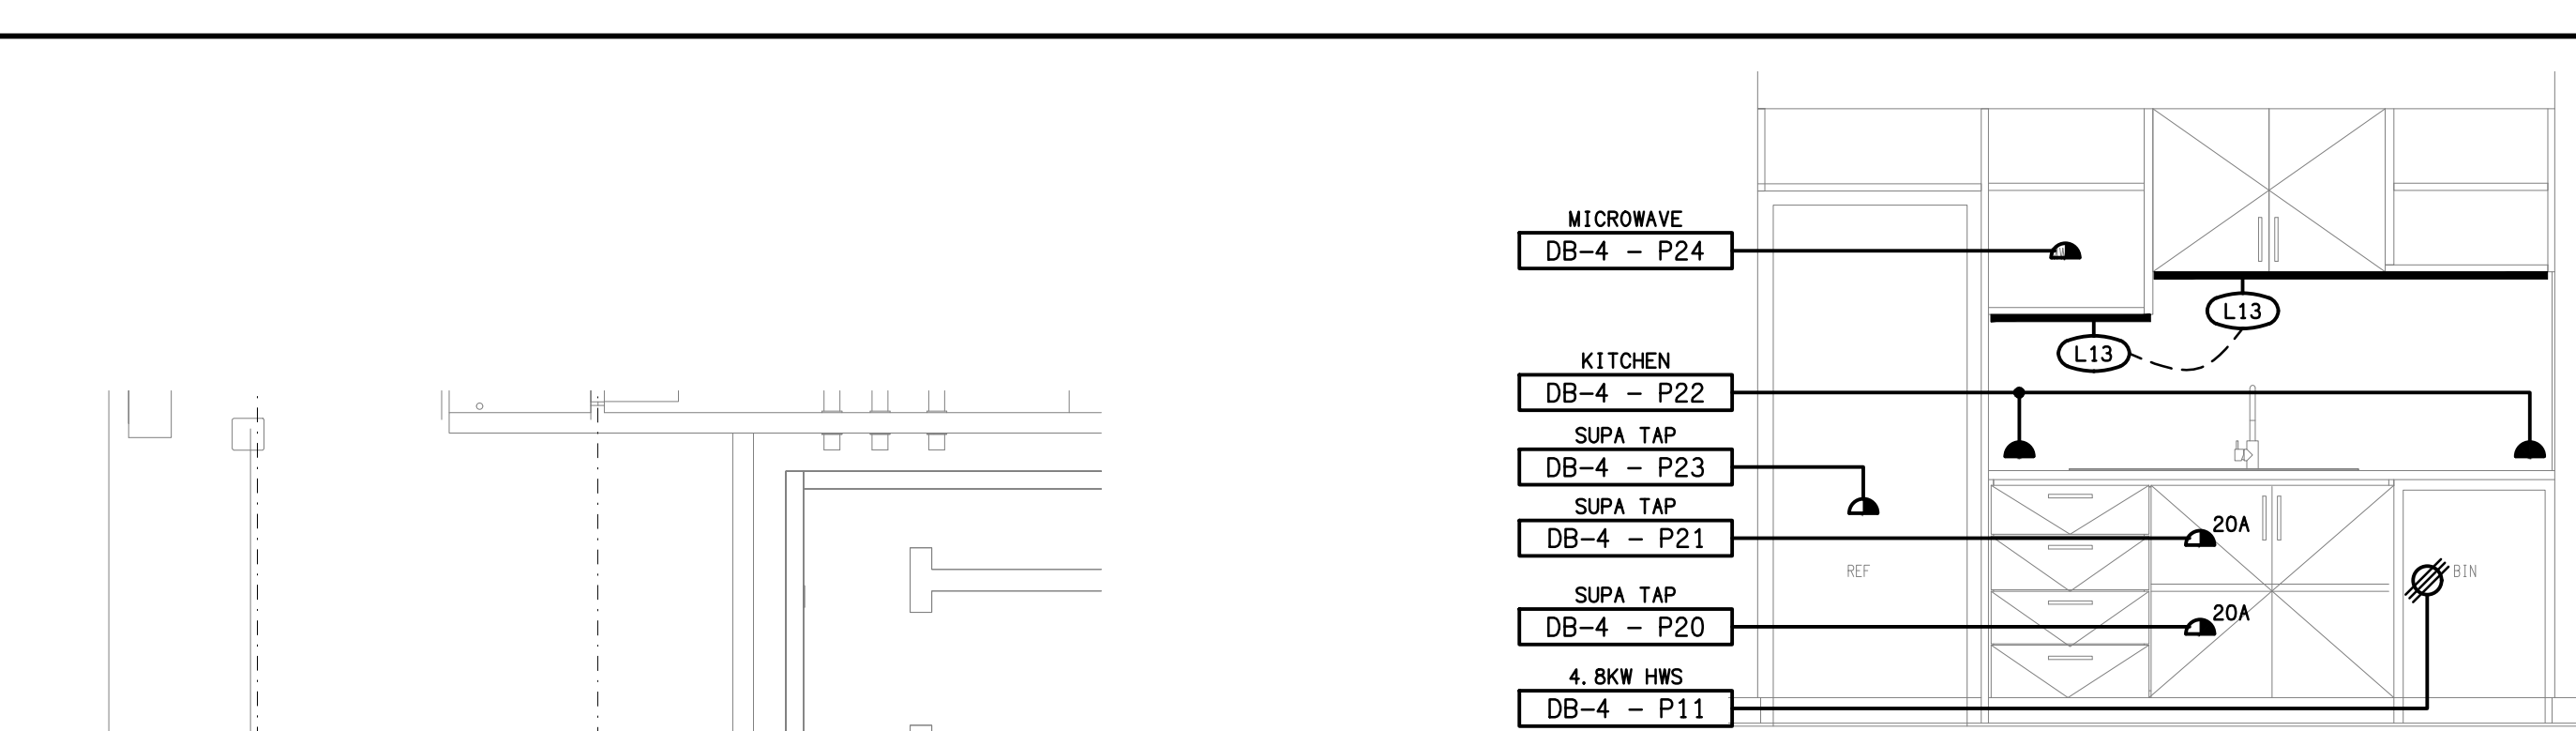 MICROWAVE
DB-4 - P24
L13
L13
KITCHEN
DB-4 - P22
SUPA TAP
DB-4 - P23
SUPA TAP
DB-4 - P21
20A
REF
BIN
SUPA TAP
DB-4 - P20
20A
4.8KW HWS
DB-4 - P11